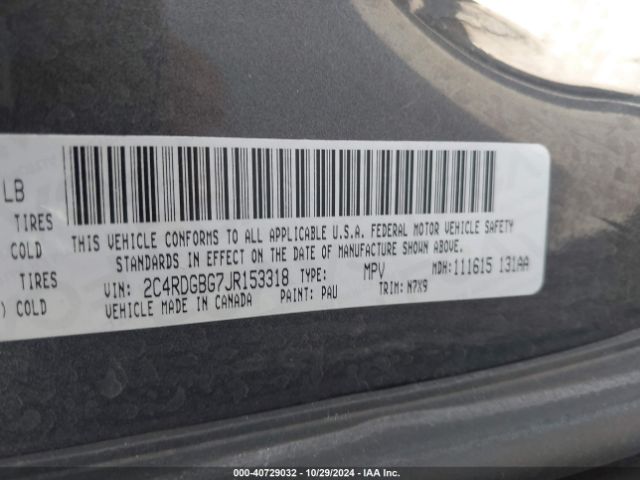 LB
TIRES
COLD
TIRES
) COLD
THIS VEHICLE CONFORMS TO ALL APPLICABLE U.S.A. FEDERAL MOTOR VEHICLE SAFETY
STANDARDS IN EFFECT ON THE DATE OF MANUFACTURE SHOWN ABOVE.
VIN: 2C4RDGBG7JR153318 TYPE: MPV MDH: 111615 131AA
VEHICLE MADE IN CANADA PAINT: PAU TRIM: N7X9
000-40729032 / 10/29/2024 / IAA Inc.